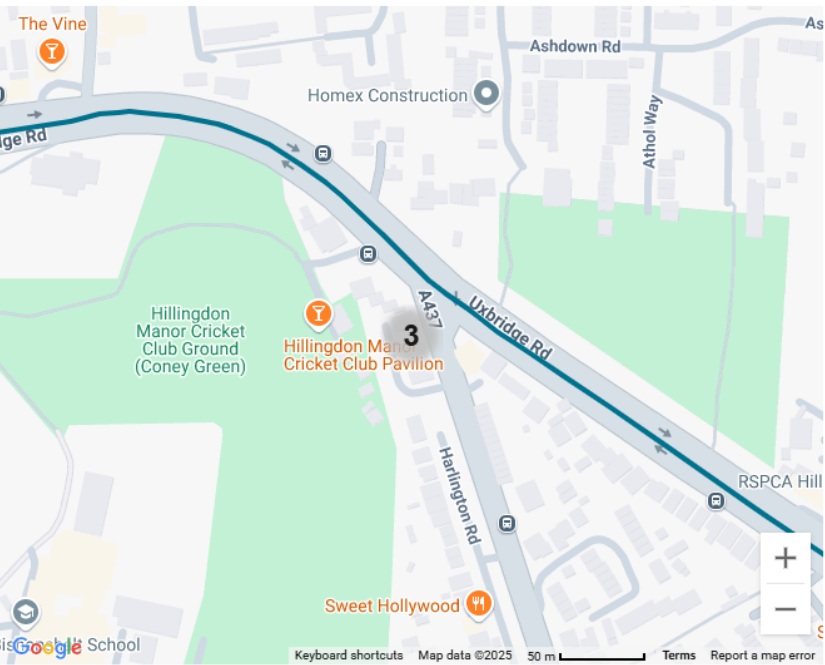 The Vine
Ashdown Rd
As
Homex Construction
Athol Way
dge Rd
A437
Uxbridge Rd
Hillingdon
Manor Cricket
Club Ground
(Coney Green)
3
Hillingdon Manor
Cricket Club Pavilion
Harlington Rd
RSPCA Hill
Sweet Hollywood
School
Google
Keyboard shortcuts
Map data ©2025
50 m
Terms
Report a map error